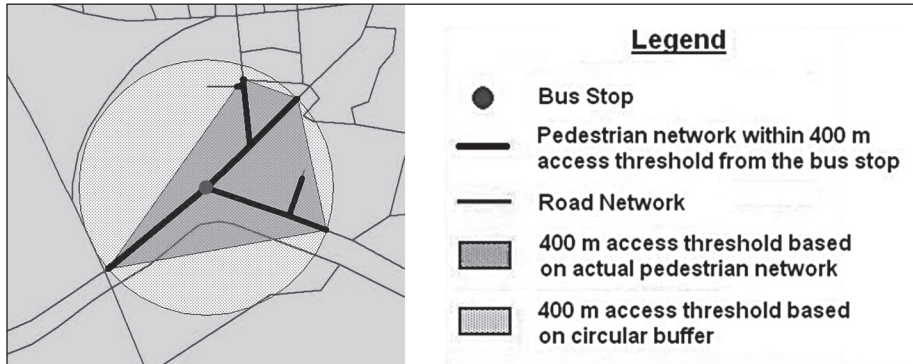 Legend
Bus Stop
Pedestrian network within 400 m
access threshold from the bus stop
Road Network
400 m access threshold based
on actual pedestrian network
400 m access threshold based
on circular buffer